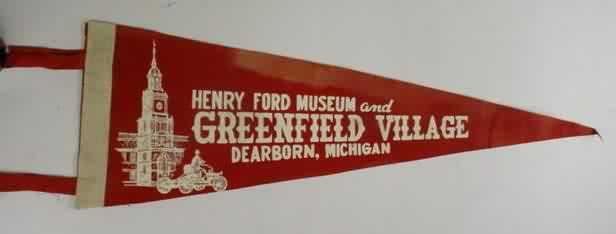 HENRY FORD MUSEUM and
GREENFIELD VILLAGE
DEARBORN, MICHIGAN